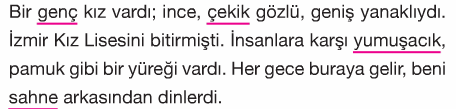 Bir genç kız vardı; ince, çekik gözlü, geniş yanaklıydı.
İzmir Kız Lisesini bitirmişti. İnsanlara karşı yumuşacık,
pamuk gibi bir yüreği vardı. Her gece buraya gelir, beni
sahne arkasından dinlerdi.